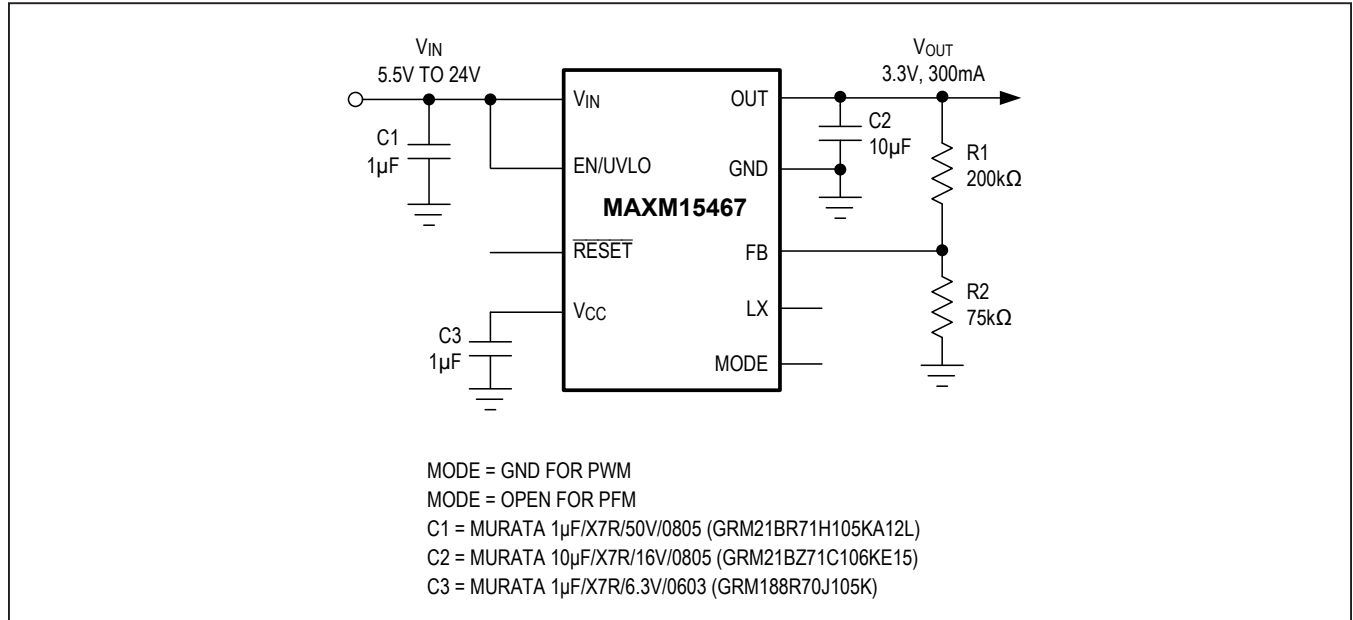 VIN
5.5V TO 24V
VOUT
3.3V, 300mA
VIN
OUT
C1
1µF
C2
10µF
EN/UVLO
GND
R1
200kΩ
MAXM15467
RESET
FB
VCC
LX
R2
75kΩ
C3
1µF
MODE
MODE = GND FOR PWM
MODE = OPEN FOR PFM
C1 = MURATA 1µF/X7R/50V/0805 (GRM21BR71H105KA12L)
C2 = MURATA 10µF/X7R/16V/0805 (GRM21BZ71C106KE15)
C3 = MURATA 1µF/X7R/6.3V/0603 (GRM188R70J105K)